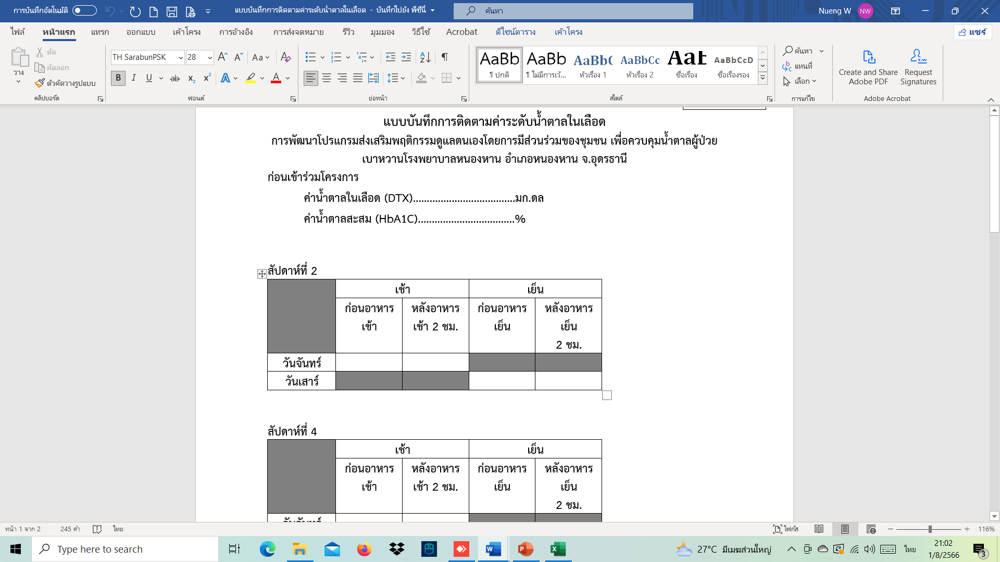 การบันทึกอัตโนมัติ
แบบบันทึกการติดตามค่าระดับน้ำตาลในเลือด - บันทึกไปยัง พีซีนี้
ค้นหา
Nueng W NW
ไฟล์ หน้าแรก แทรก ออกแบบ เค้าโครง การอ้างอิง การส่งจดหมาย รีวิว มุมมอง วิธีใช้ Acrobat ดีไซน์ตาราง เค้าโครง แชร์
วาง
ตัด
คัดลอก
ตัวคัดวางรูปแบบ
คลิปบอร์ด
TH SarabunPSK 28
ฟอนต์
ย่อหน้า
AaBb AaBb AaBb( AaBbCc AaB AaBbCcD
¶ ปกติ ¶ ไม่มีการเว้... หัวเรื่อง 1 หัวเรื่อง 2 ชื่อเรื่อง ชื่อเรื่องรอง
สไตล์
ค้นหา
แทนที่
เลือก
การแก้ไข
Create and Share Adobe PDF
Request Signatures
Adobe Acrobat
แบบบันทึกการติดตามค่าระดับน้ำตาลในเลือด
การพัฒนาโปรแกรมส่งเสริมพฤติกรรมดูแลตนเองโดยการมีส่วนร่วมของชุมชน เพื่อควบคุมน้ำตาลผู้ป่วย
เบาหวานโรงพยาบาลหนองหาน อำเภอหนองหาน จ.อุดรธานี
ก่อนเข้าร่วมโครงการ
ค่าน้ำตาลในเลือด (DTX).....................................มก.ดล
ค่าน้ำตาลสะสม (HbA1C)...................................%
สัปดาห์ที่ 2
เช้า เย็น
ก่อนอาหาร หลังอาหาร ก่อนอาหาร หลังอาหาร
เช้า เช้า 2 ชม. เย็น เย็น
2 ชม.
วันจันทร์
วันเสาร์
สัปดาห์ที่ 4
เช้า เย็น
ก่อนอาหาร หลังอาหาร ก่อนอาหาร หลังอาหาร
เช้า เช้า 2 ชม. เย็น เย็น
2 ชม.
วันจันทร์
หน้า 1 จาก 2 245 คำ ไทย โฟกัส 116%
Type here to search
27°C มีเมฆส่วนใหญ่ ไทย
21:02
1/8/2566
3